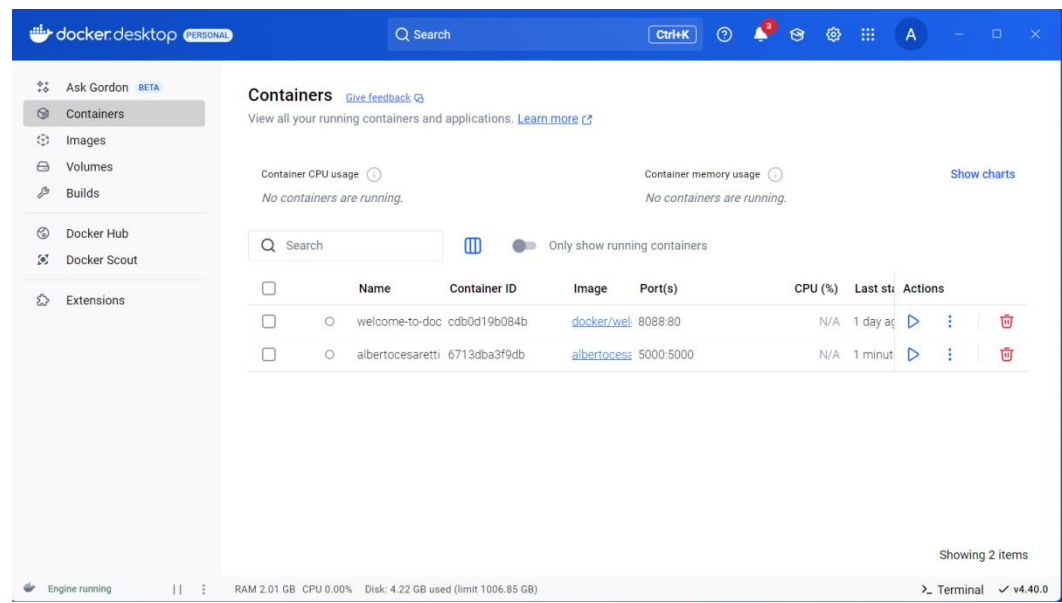 docker.desktop PERSONAL
Search
Ctrl+K
3
A
Ask Gordon BETA
Containers
Images
Volumes
Builds
Docker Hub
Docker Scout
Extensions
Containers Give feedback
View all your running containers and applications. Learn more
Container CPU usage
No containers are running.
Container memory usage
No containers are running.
Show charts
Search
Only show running containers
Name Container ID Image Port(s) CPU (%) Last sta Actions
welcome-to-doc cdb0d19b084b docker/wel 8088:80 N/A 1 day ag
albertocesaretti 6713dba3f9db albertocesa 5000:5000 N/A 1 minut
Showing 2 items
Engine running
RAM 2.01 GB CPU 0.00% Disk: 4.22 GB used (limit 1006.85 GB)
>_ Terminal
v4.40.0